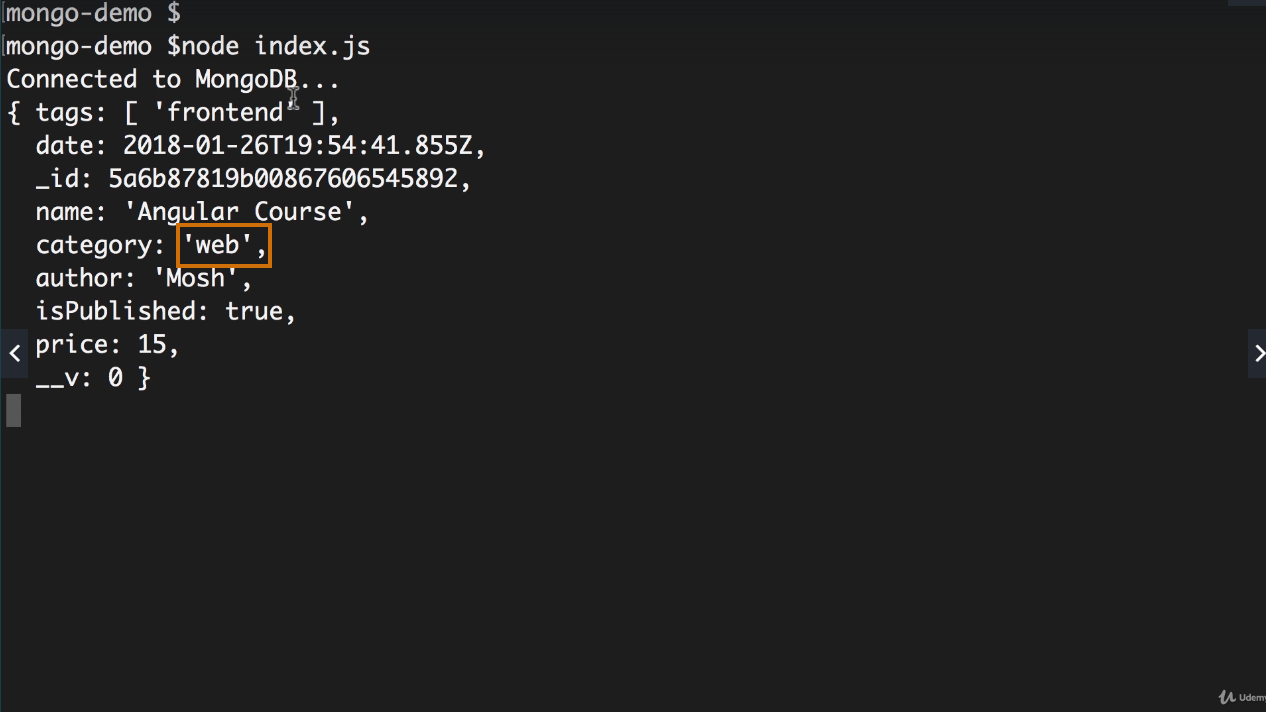 mongo-demo $
mongo-demo $node index.js
Connected to MongoDB...
{ tags: [ 'frontend' ],
  date: 2018-01-26T19:54:41.855Z,
  _id: 5a6b87819b00867606545892,
  name: 'Angular Course',
  category: 'web',
  author: 'Mosh',
  isPublished: true,
  price: 15,
  __v: 0 }
Udemy